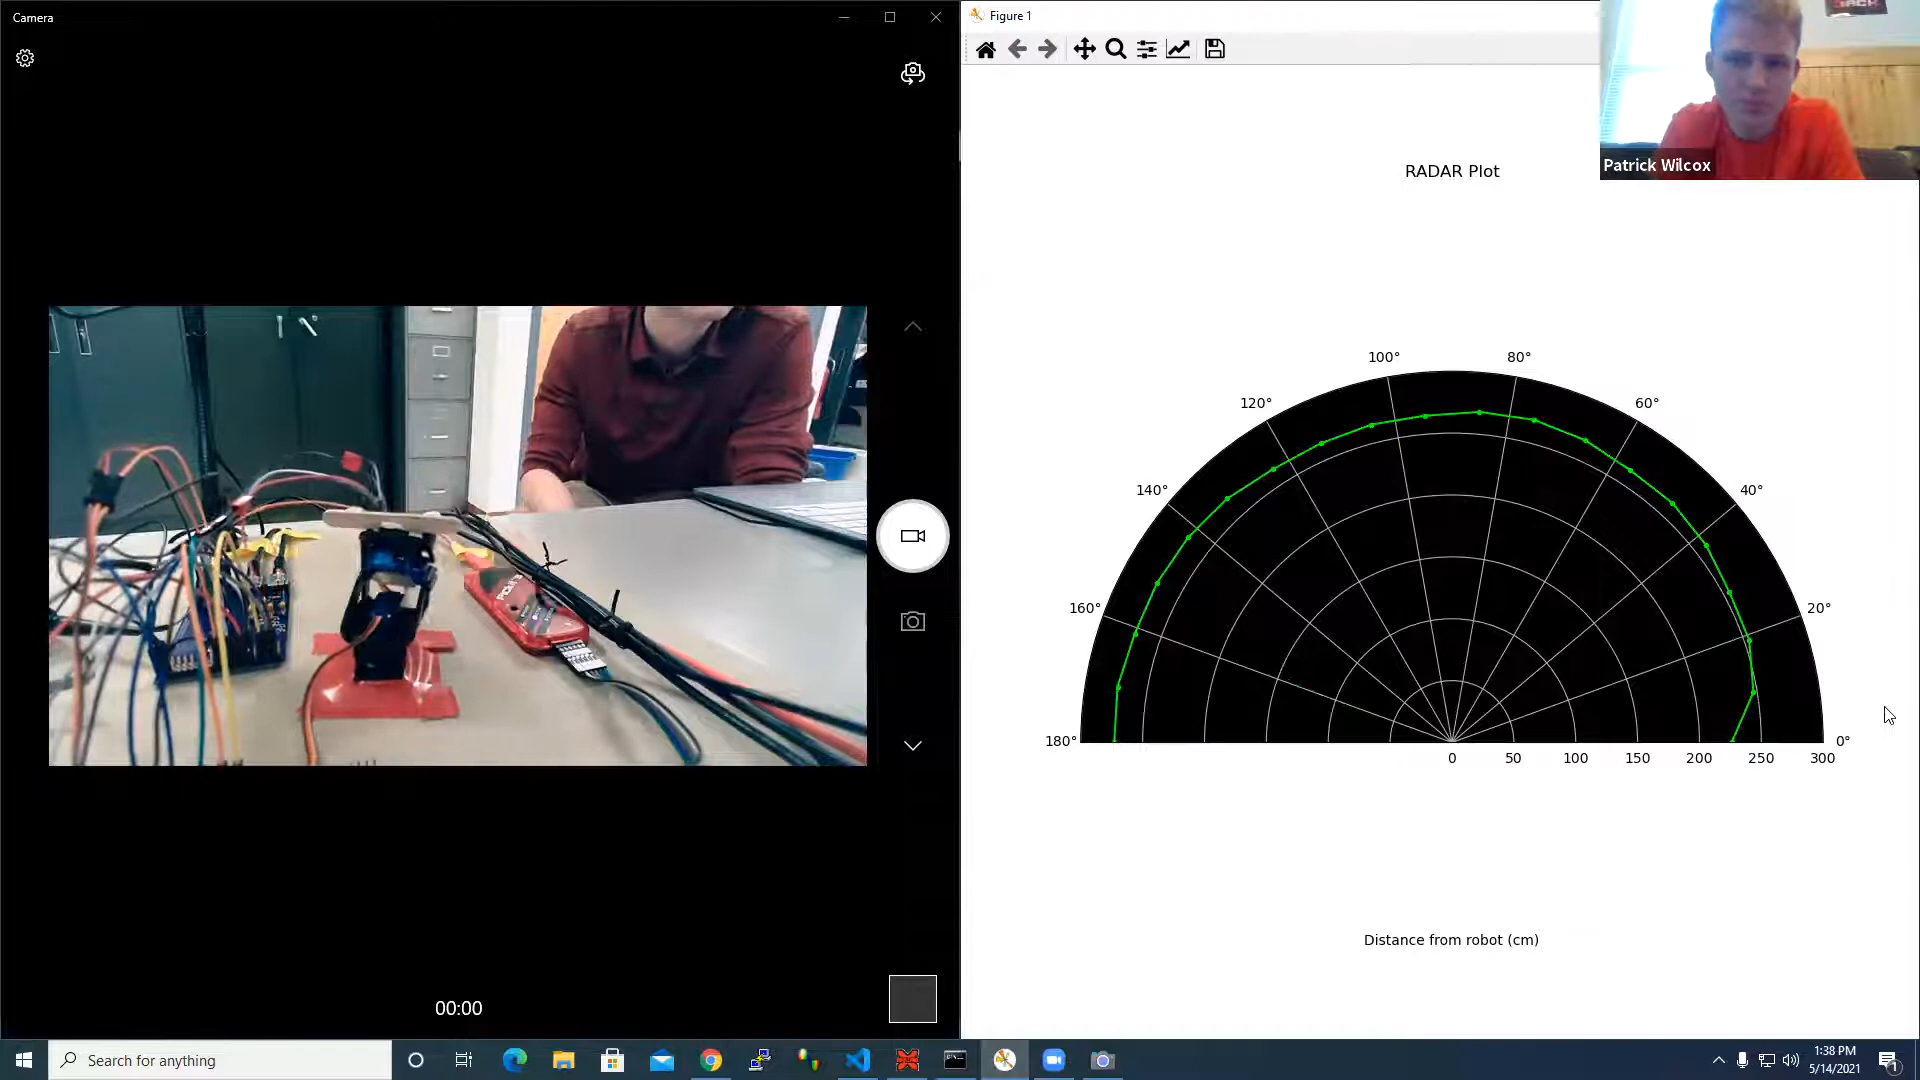 Camera
Figure 1
Patrick Wilcox
RADAR Plot
100°
80°
120°
60°
140°
40°
160°
20°
180°
0°
0
50
100
150
200
250
300
Distance from robot (cm)
00:00
Search for anything
1:38 PM
5/14/2021
1